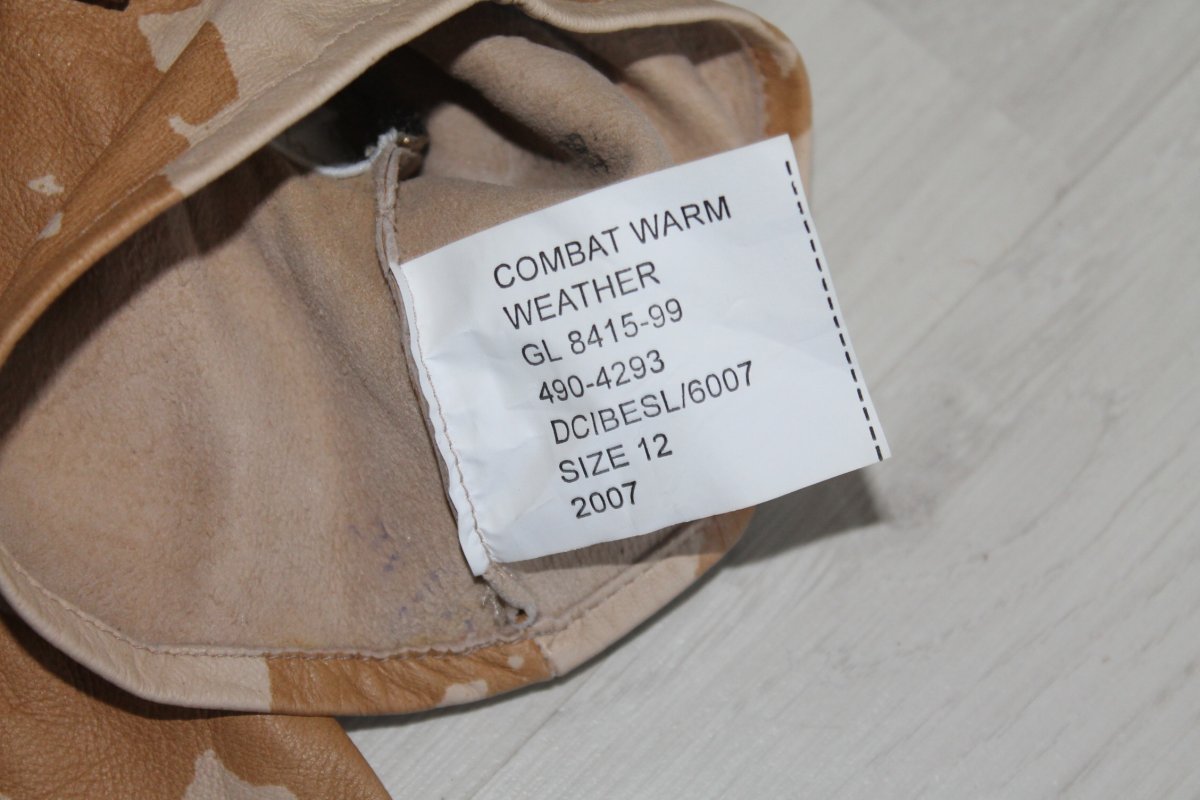 COMBAT WARM
WEATHER
GL 8415-99
490-4293
DCIBESL/6007
SIZE 12
2007